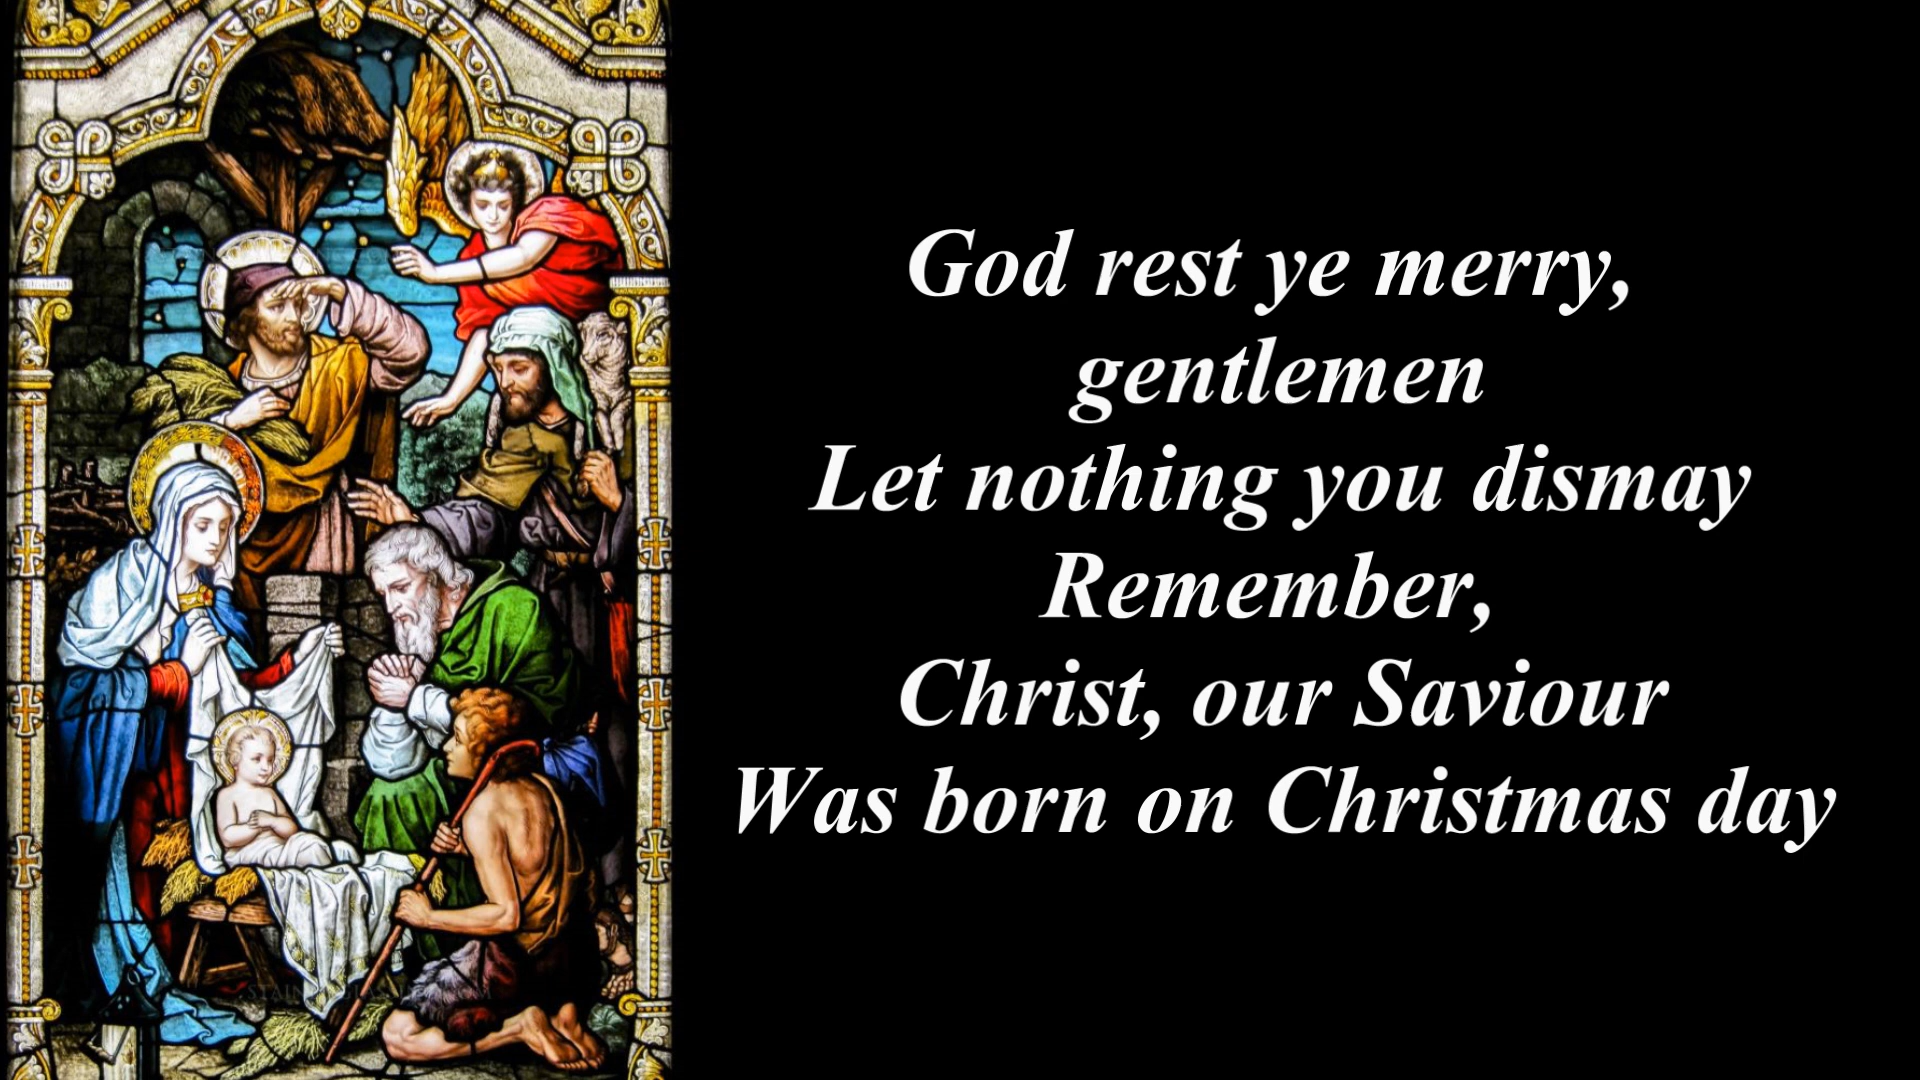 God rest ye merry,
gentlemen
Let nothing you dismay
Remember,
Christ, our Saviour
Was born on Christmas day